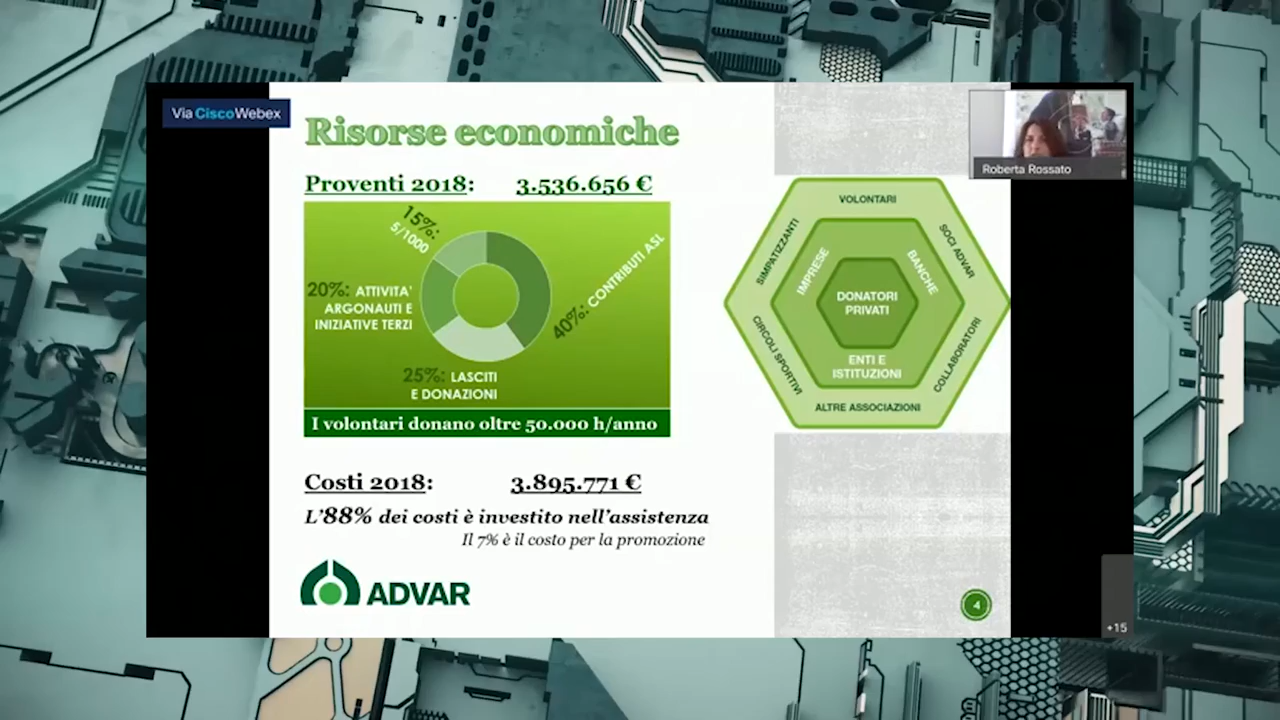 Via CiscoWebex
Risorse economiche
Roberta Rossato
Proventi 2018: 3.536.656 €
15%:
5/1000
40%: CONTRIBUTI ASL
20%: ATTIVITA'
ARGONAUTI E
INIZIATIVE TERZI
25%: LASCITI
E DONAZIONI
I volontari donano oltre 50.000 h/anno
VOLONTARI
SIMPATIZZANTI
SOCI ADVAR
IMPRESE
BANCHE
DONATORI
PRIVATI
ENTI E
ISTITUZIONI
CIRCOLI SPORTIVI
COLLABORATORI
ALTRE ASSOCIAZIONI
Costi 2018: 3.895.771 €
L'88% dei costi è investito nell'assistenza
Il 7% è il costo per la promozione
ADVAR
4
+15